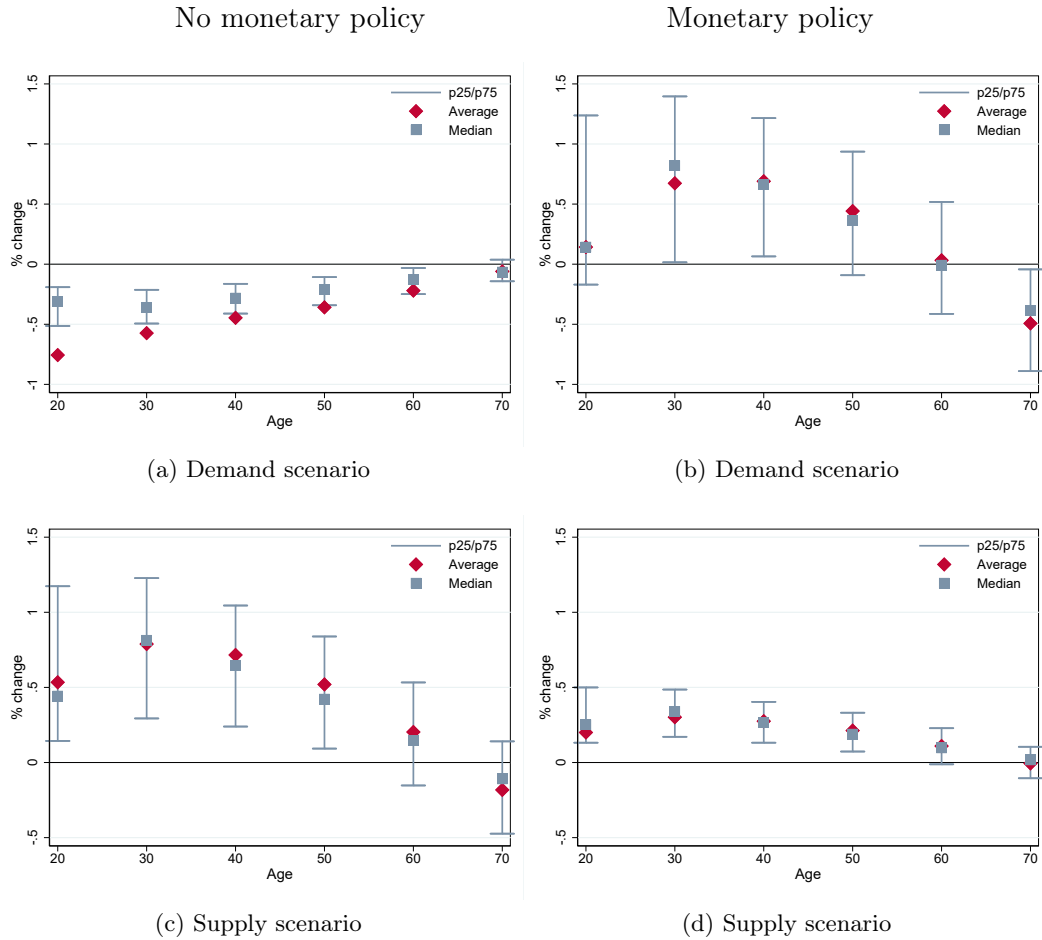 No monetary policy
Monetary policy
1.5
1
.5
0
-.5
-1
% change
p25/p75
Average
Median
20 30 40 50 60 70
Age
(a) Demand scenario
1.5
1
.5
0
-.5
-1
% change
p25/p75
Average
Median
20 30 40 50 60 70
Age
(b) Demand scenario
1.5
1
.5
0
-.5
% change
p25/p75
Average
Median
20 30 40 50 60 70
Age
(c) Supply scenario
1.5
1
.5
0
-.5
% change
p25/p75
Average
Median
20 30 40 50 60 70
Age
(d) Supply scenario